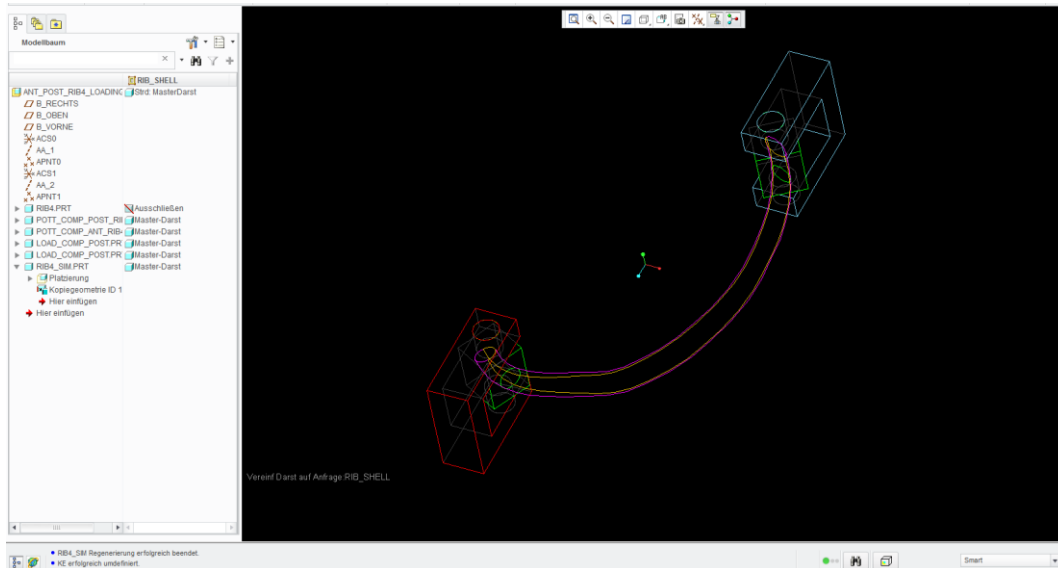 Modellbaum
RIB_SHELL
ANT_POST_RIB4_LOADING Strd: MasterDarst
B_RECHTS
B_OBEN
B_VORNE
ACS0
AA_1
APNT0
ACS1
AA_2
APNT1
RIB4.PRT Ausschließen
POTT_COMP_POST_RI Master-Darst
POTT_COMP_ANT_RIB4 Master-Darst
LOAD_COMP_POST.PR Master-Darst
LOAD_COMP_POST.PR Master-Darst
RIB4_SIM.PRT Master-Darst
Platzierung
Kopiegeometrie ID 1
Hier einfügen
Hier einfügen
Vereinf Darst auf Anfrage:RIB_SHELL
RIB4_SIM Regenerierung erfolgreich beendet.
KE erfolgreich umdefiniert.
Smart